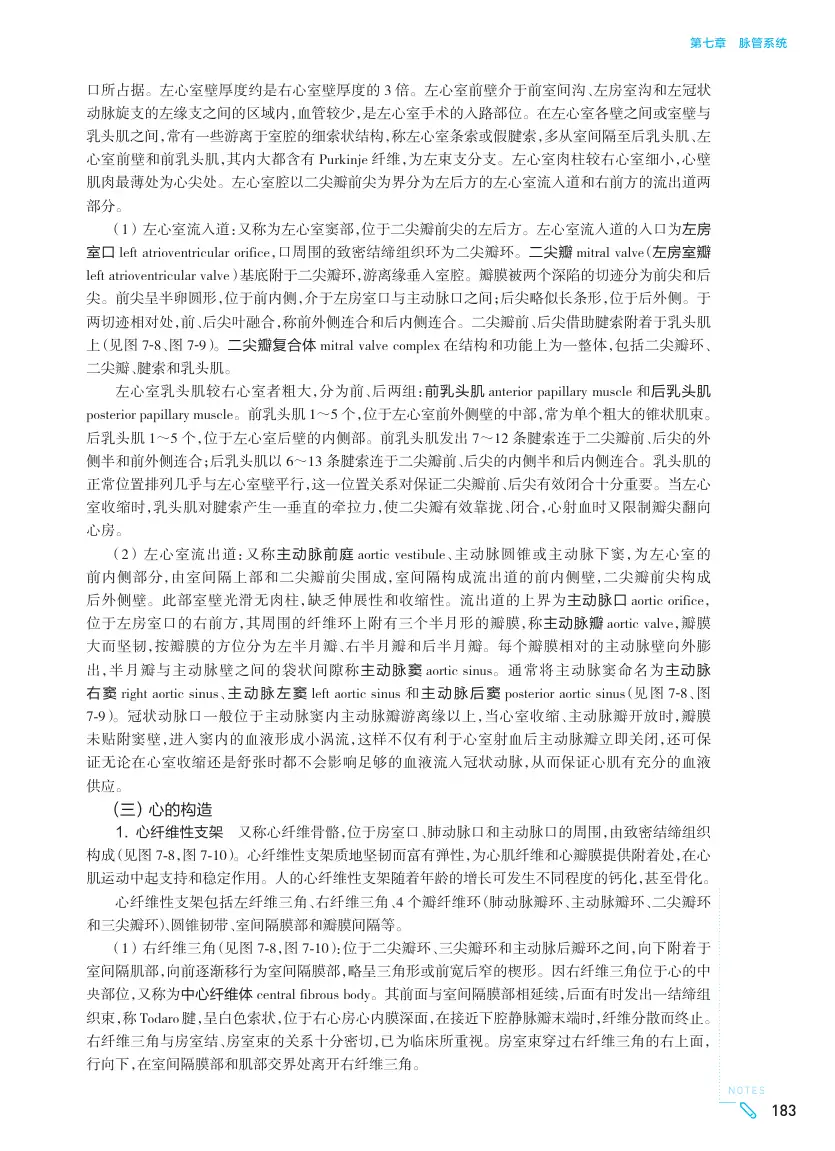 第七章 脉管系统
口所占据。左心室壁厚度约是右心室壁厚度的 3 倍。左心室前壁介于前室间沟、左房室沟和左冠状
动脉旋支的左缘支之间的区域内,血管较少,是左心室手术的入路部位。在左心室各壁之间或室壁与
乳头肌之间,常有一些游离于室腔的细索状结构,称左心室条索或假腱索,多从室间隔至后乳头肌、左
心室前壁和前乳头肌,其内大都含有 Purkinje 纤维,为左束支分支。左心室肉柱较右心室细小,心壁
肌肉最薄处为心尖处。左心室腔以二尖瓣前尖为界分为左后方的左心室流入道和右前方的流出道两
部分。
（1）左心室流入道:又称为左心室窦部,位于二尖瓣前尖的左后方。左心室流入道的入口为左房
室口 left atrioventricular orifice,口周围的致密结缔组织环为二尖瓣环。二尖瓣 mitral valve(左房室瓣
left atrioventricular valve)基底附于二尖瓣环,游离缘垂入室腔。瓣膜被两个深陷的切迹分为前尖和后
尖。前尖呈半卵圆形,位于前内侧,介于左房室口与主动脉口之间;后尖略似长条形,位于后外侧。于
两切迹相对处,前、后尖叶融合,称前外侧连合和后内侧连合。二尖瓣前、后尖借助腱索附着于乳头肌
上(见图 7-8、图 7-9)。二尖瓣复合体 mitral valve complex 在结构和功能上为一整体,包括二尖瓣环、
二尖瓣、腱索和乳头肌。
左心室乳头肌较右心室者粗大,分为前、后两组:前乳头肌 anterior papillary muscle 和后乳头肌
posterior papillary muscle。前乳头肌 1～5 个,位于左心室前外侧壁的中部,常为单个粗大的锥状肌束。
后乳头肌 1～5 个,位于左心室后壁的内侧部。前乳头肌发出 7～12 条腱索连于二尖瓣前、后尖的外
侧半和前外侧连合;后乳头肌以 6～13 条腱索连于二尖瓣前、后尖的内侧半和后内侧连合。乳头肌的
正常位置排列几乎与左心室壁平行,这一位置关系对保证二尖瓣前、后尖有效闭合十分重要。当左心
室收缩时,乳头肌对腱索产生一垂直的牵拉力,使二尖瓣有效靠拢、闭合,心射血时又限制瓣尖翻向
心房。
（2）左心室流出道:又称主动脉前庭 aortic vestibule、主动脉圆锥或主动脉下窦,为左心室的
前内侧部分,由室间隔上部和二尖瓣前尖围成,室间隔构成流出道的前内侧壁,二尖瓣前尖构成
后外侧壁。此部室壁光滑无肉柱,缺乏伸展性和收缩性。流出道的上界为主动脉口 aortic orifice,
位于左房室口的右前方,其周围的纤维环上附有三个半月形的瓣膜,称主动脉瓣 aortic valve,瓣膜
大而坚韧,按瓣膜的方位分为左半月瓣、右半月瓣和后半月瓣。每个瓣膜相对的主动脉壁向外膨
出,半月瓣与主动脉壁之间的袋状间隙称主动脉窦 aortic sinus。通常将主动脉窦命名为主动脉
右窦 right aortic sinus、主动脉左窦 left aortic sinus 和主动脉后窦 posterior aortic sinus(见图 7-8、图
7-9)。冠状动脉口一般位于主动脉窦内主动脉瓣游离缘以上,当心室收缩、主动脉瓣开放时,瓣膜
未贴附窦壁,进入窦内的血液形成小涡流,这样不仅有利于心室射血后主动脉瓣立即关闭,还可保
证无论在心室收缩还是舒张时都不会影响足够的血液流入冠状动脉,从而保证心肌有充分的血液
供应。
（三）心的构造
1. 心纤维性支架 又称心纤维骨骼,位于房室口、肺动脉口和主动脉口的周围,由致密结缔组织
构成(见图 7-8,图 7-10)。心纤维性支架质地坚韧而富有弹性,为心肌纤维和心瓣膜提供附着处,在心
肌运动中起支持和稳定作用。人的心纤维性支架随着年龄的增长可发生不同程度的钙化,甚至骨化。
心纤维性支架包括左纤维三角、右纤维三角、4 个瓣纤维环(肺动脉瓣环、主动脉瓣环、二尖瓣环
和三尖瓣环)、圆锥韧带、室间隔膜部和瓣膜间隔等。
（1）右纤维三角(见图 7-8,图 7-10):位于二尖瓣环、三尖瓣环和主动脉后瓣环之间,向下附着于
室间隔肌部,向前逐渐移行为室间隔膜部,略呈三角形或前宽后窄的楔形。因右纤维三角位于心的中
央部位,又称为中心纤维体 central fibrous body。其前面与室间隔膜部相延续,后面有时发出一结缔组
织束,称 Todaro 腱,呈白色索状,位于右心房心内膜深面,在接近下腔静脉瓣末端时,纤维分散而终止。
右纤维三角与房室结、房室束的关系十分密切,已为临床所重视。房室束穿过右纤维三角的右上面,
行向下,在室间隔膜部和肌部交界处离开右纤维三角。
NOTES
183